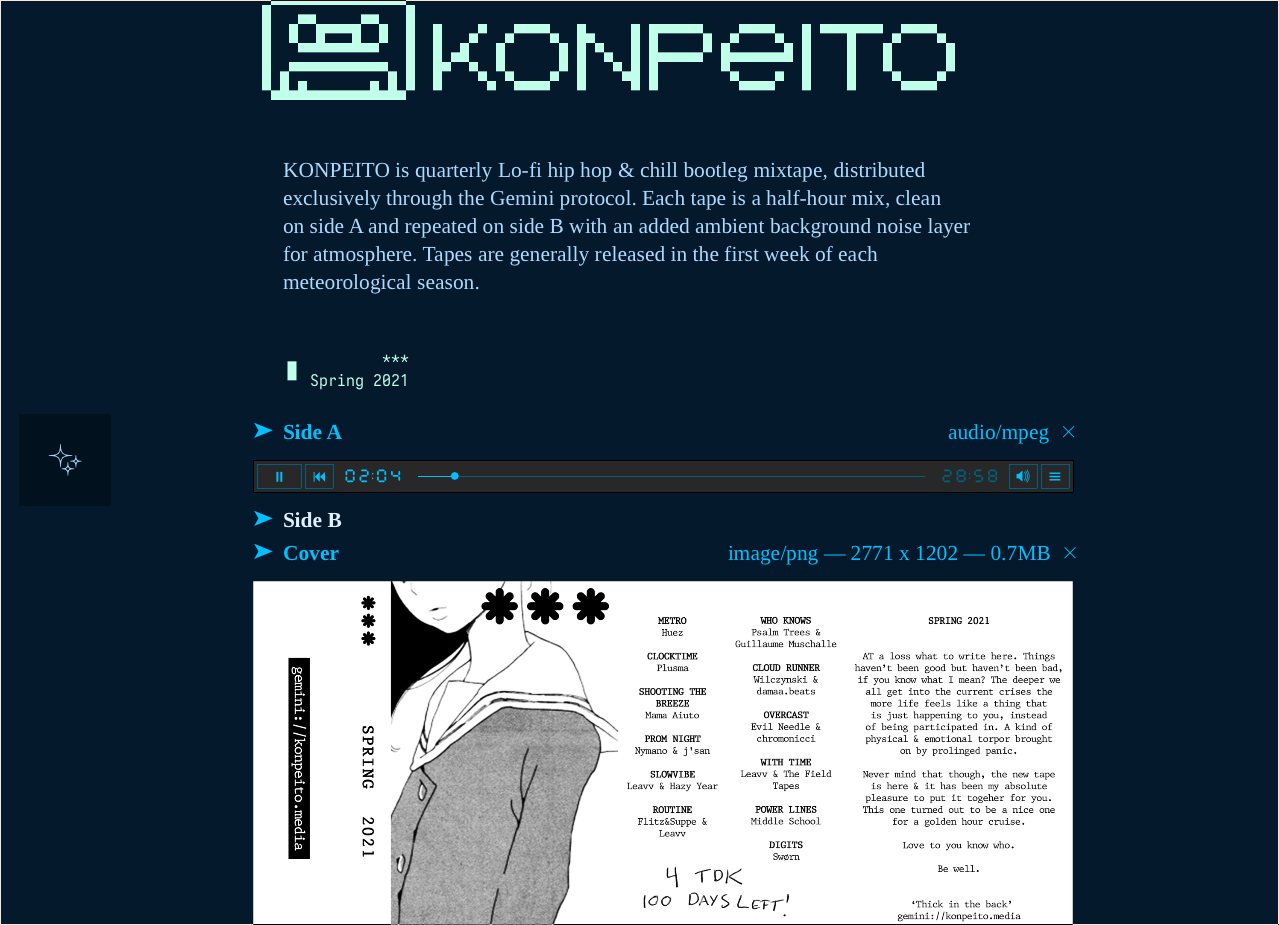 KONPEITO
KONPEITO is quarterly Lo-fi hip hop & chill bootleg mixtape, distributed
exclusively through the Gemini protocol. Each tape is a half-hour mix, clean
on side A and repeated on side B with an added ambient background noise layer
for atmosphere. Tapes are generally released in the first week of each
meteorological season.
***
Spring 2021
Side A
audio/mpeg ×
02:04
28:58
Side B
Cover
image/png — 2771 x 1202 — 0.7MB ×
gemini://konpeito.media
SPRING 2021
METRO
Huez
CLOCKTIME
Plusma
SHOOTING THE
BREEZE
Mama Aiuto
PROM NIGHT
Nymano & j'san
SLOWVIBE
Leavv & Hazy Year
ROUTINE
Flitz&Suppe &
Leavv
WHO KNOWS
Psalm Trees &
Guillaume Muschalle
CLOUD RUNNER
Wilczynski &
damaa.beats
OVERCAST
Evil Needle &
chromonicci
WITH TIME
Leavv & The Field
Tapes
POWER LINES
Middle School
DIGITS
Swørn
4 TDK
100 DAYS LEFT!
SPRING 2021
AT a loss what to write here. Things
haven't been good but haven't been bad,
if you know what I mean? The deeper we
all get into the current crises the
more life feels like a thing that
is just happening to you, instead
of being participated in. A kind of
physical & emotional torpor brought
on by prolinged panic.
Never mind that though, the new tape
is here & it has been my absolute
pleasure to put it togeher for you.
This one turned out to be a nice one
for a golden hour cruise.
Love to you know who.
Be well.
'Thick in the back'
gemini://konpeito.media